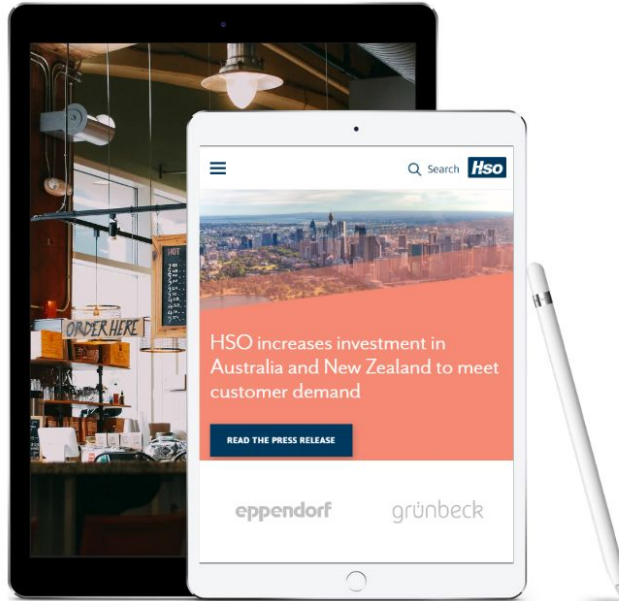 HOT
ORDER HERE
Search
Hso
HSO increases investment in
Australia and New Zealand to meet
customer demand
READ THE PRESS RELEASE
eppendorf
grünbeck